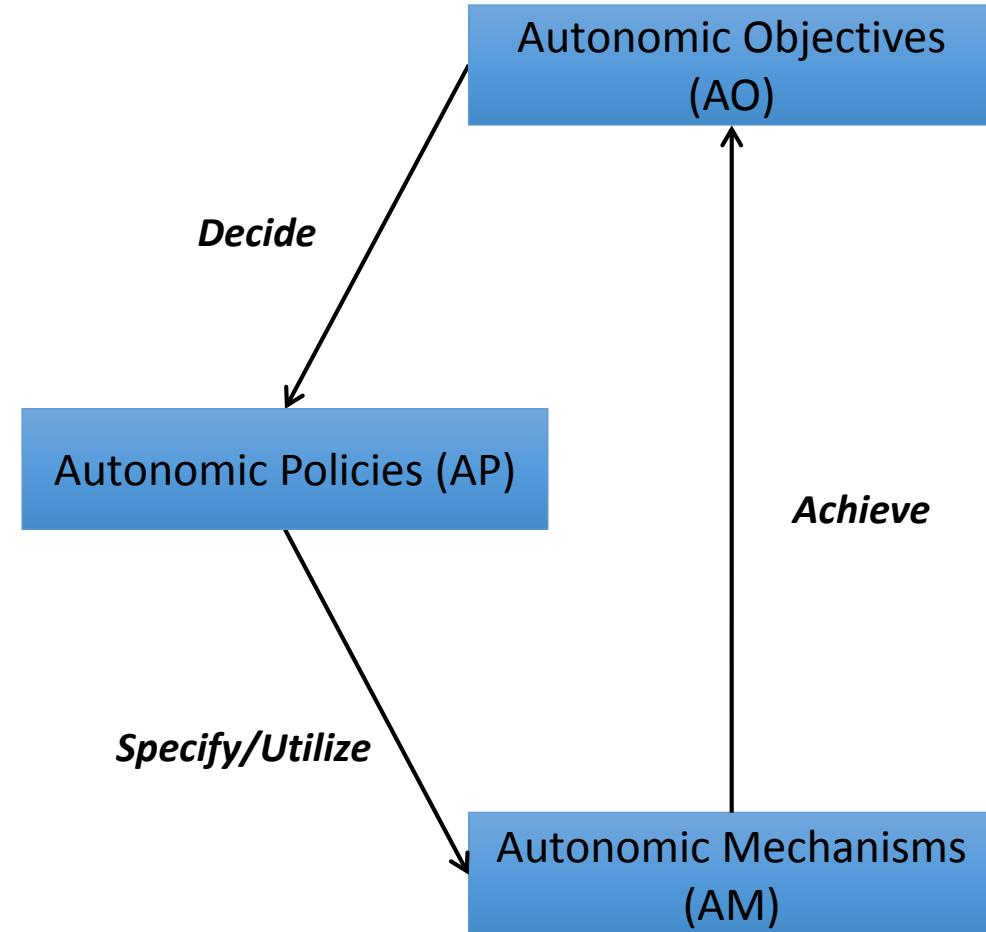 Autonomic Objectives
(AO)
Decide
Autonomic Policies (AP)
Achieve
Specify/Utilize
Autonomic Mechanisms
(AM)